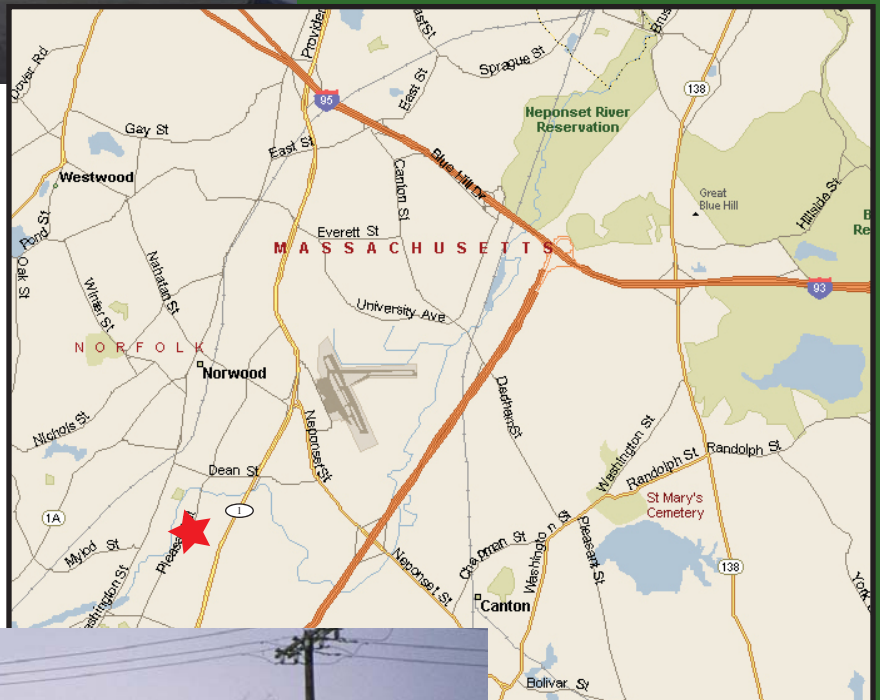 Dover Rd
East St
Sprague St
East St
138
95
Gay St
East St
Neponset River
Reservation
Blue Hill Dr
Westwood
Canton St
Great
Blue Hill
Hillside St
Pond St
Everett St
MASSACHUSETTS
Oak St
Nahatan St
Winter St
93
University Ave
NORFOLK
Norwood
Dedham St
Nichols St
Neponset St
Washington St
Randolph St
Randolph St
Dean St
St Mary's
Cemetery
1
1A
Chapman St
Washington St
Pleasant St
Mylod St
Neponset St
138
Canton
Bolivar St